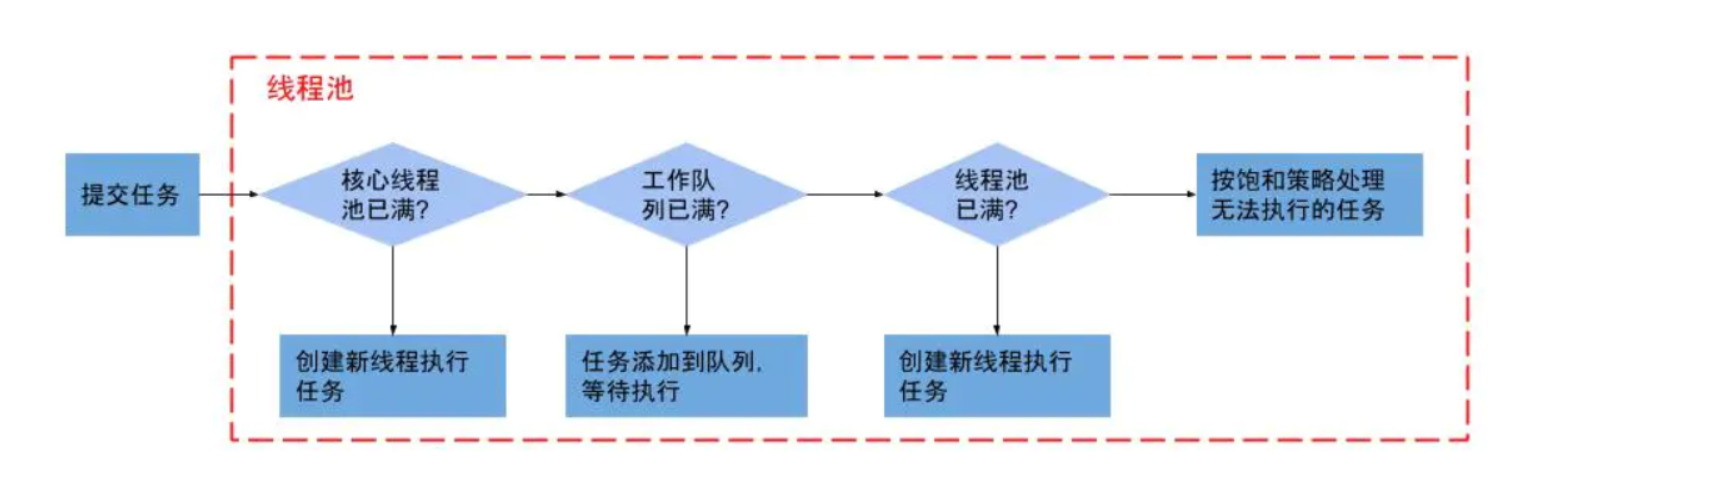 线程池
提交任务
核心线程
池已满?
工作队
列已满?
线程池
已满?
按饱和策略处理
无法执行的任务
创建新线程执行
任务
任务添加到队列,
等待执行
创建新线程执行
任务